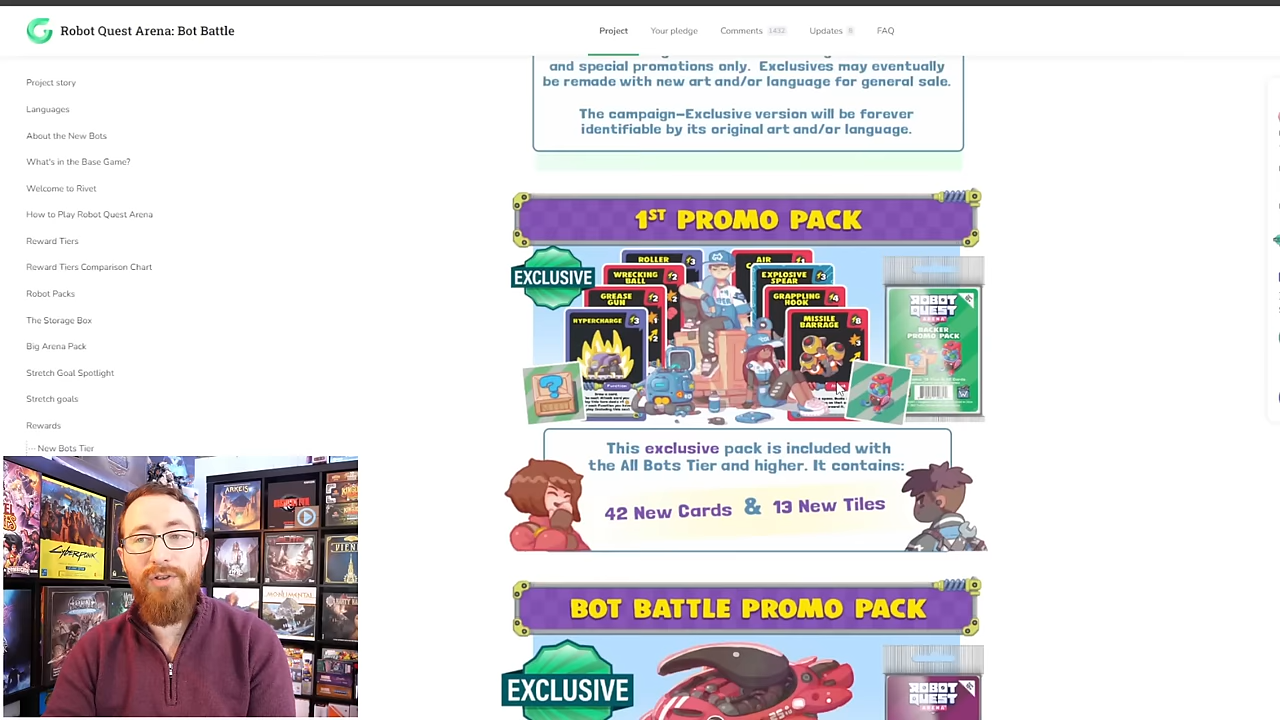 Robot Quest Arena: Bot Battle
Project
Your pledge
Comments 1432
Updates 8
FAQ
Project story
Languages
About the New Bots
What's in the Base Game?
Welcome to Rivet
How to Play Robot Quest Arena
Reward Tiers
Reward Tiers Comparison Chart
Robot Packs
The Storage Box
Big Arena Pack
Stretch Goal Spotlight
Stretch goals
Rewards
New Bots Tier
and special promotions only. Exclusives may eventually
be remade with new art and/or language for general sale.
The campaign-Exclusive version will be forever
identifiable by its original art and/or language.
1ST PROMO PACK
EXCLUSIVE
ROLLER
WRECKING
BALL
GREASE
GUN
HYPERCHARGE
AIR
EXPLOSIVE
SPEAR
GRAPPLING
HOOK
MISSILE
BARRAGE
ROBOT
QUEST
ARENA
BACKER
PROMO PACK
This exclusive pack is included with
the All Bots Tier and higher. It contains:
42 New Cards & 13 New Tiles
BOT BATTLE PROMO PACK
EXCLUSIVE
ROBOT
QUEST
ARENA
ARKEIS
CYBERPUNK
MONUMENTAL